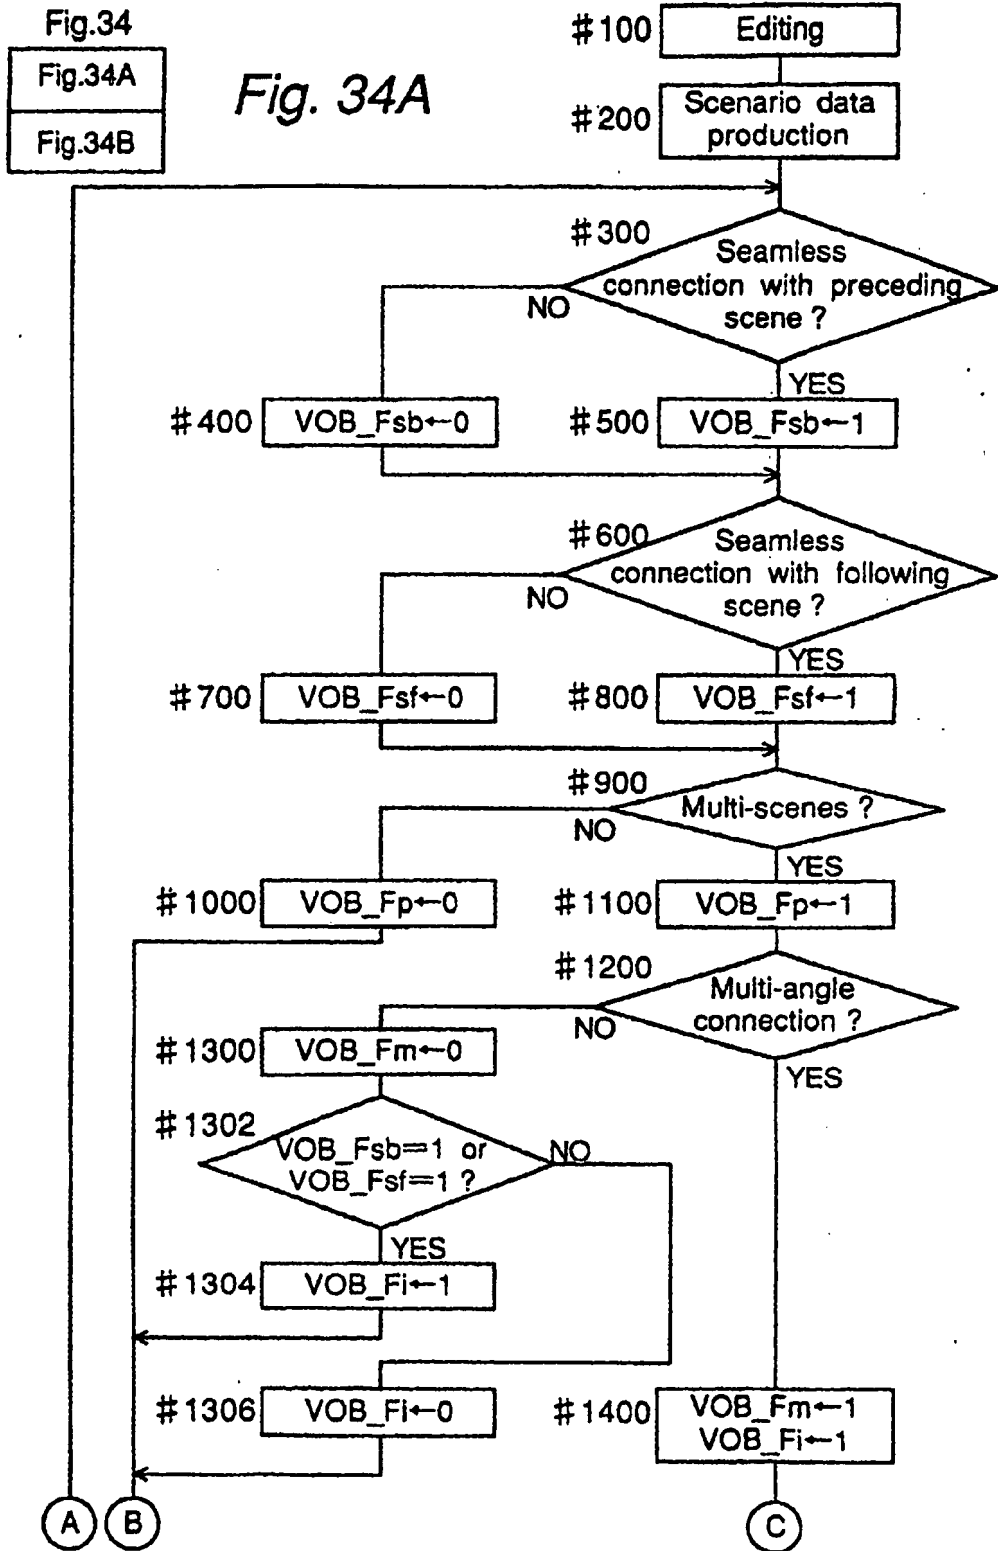 Fig.34
Fig.34A
Fig.34B
Fig. 34A
#100
Editing
#200
Scenario data
production
#300
Seamless
connection with preceding
scene ?
NO
YES
#400
VOB_Fsb←0
#500
VOB_Fsb←1
#600
Seamless
connection with following
scene ?
NO
YES
#700
VOB_Fsf←0
#800
VOB_Fsf←1
#900
Multi-scenes ?
NO
YES
#1000
VOB_Fp←0
#1100
VOB_Fp←1
#1200
Multi-angle
connection ?
NO
YES
#1300
VOB_Fm←0
#1302
VOB_Fsb=1 or
VOB_Fsf=1 ?
NO
YES
#1304
VOB_Fi←1
#1306
VOB_Fi←0
#1400
VOB_Fm←1
VOB_Fi←1
A
B
C